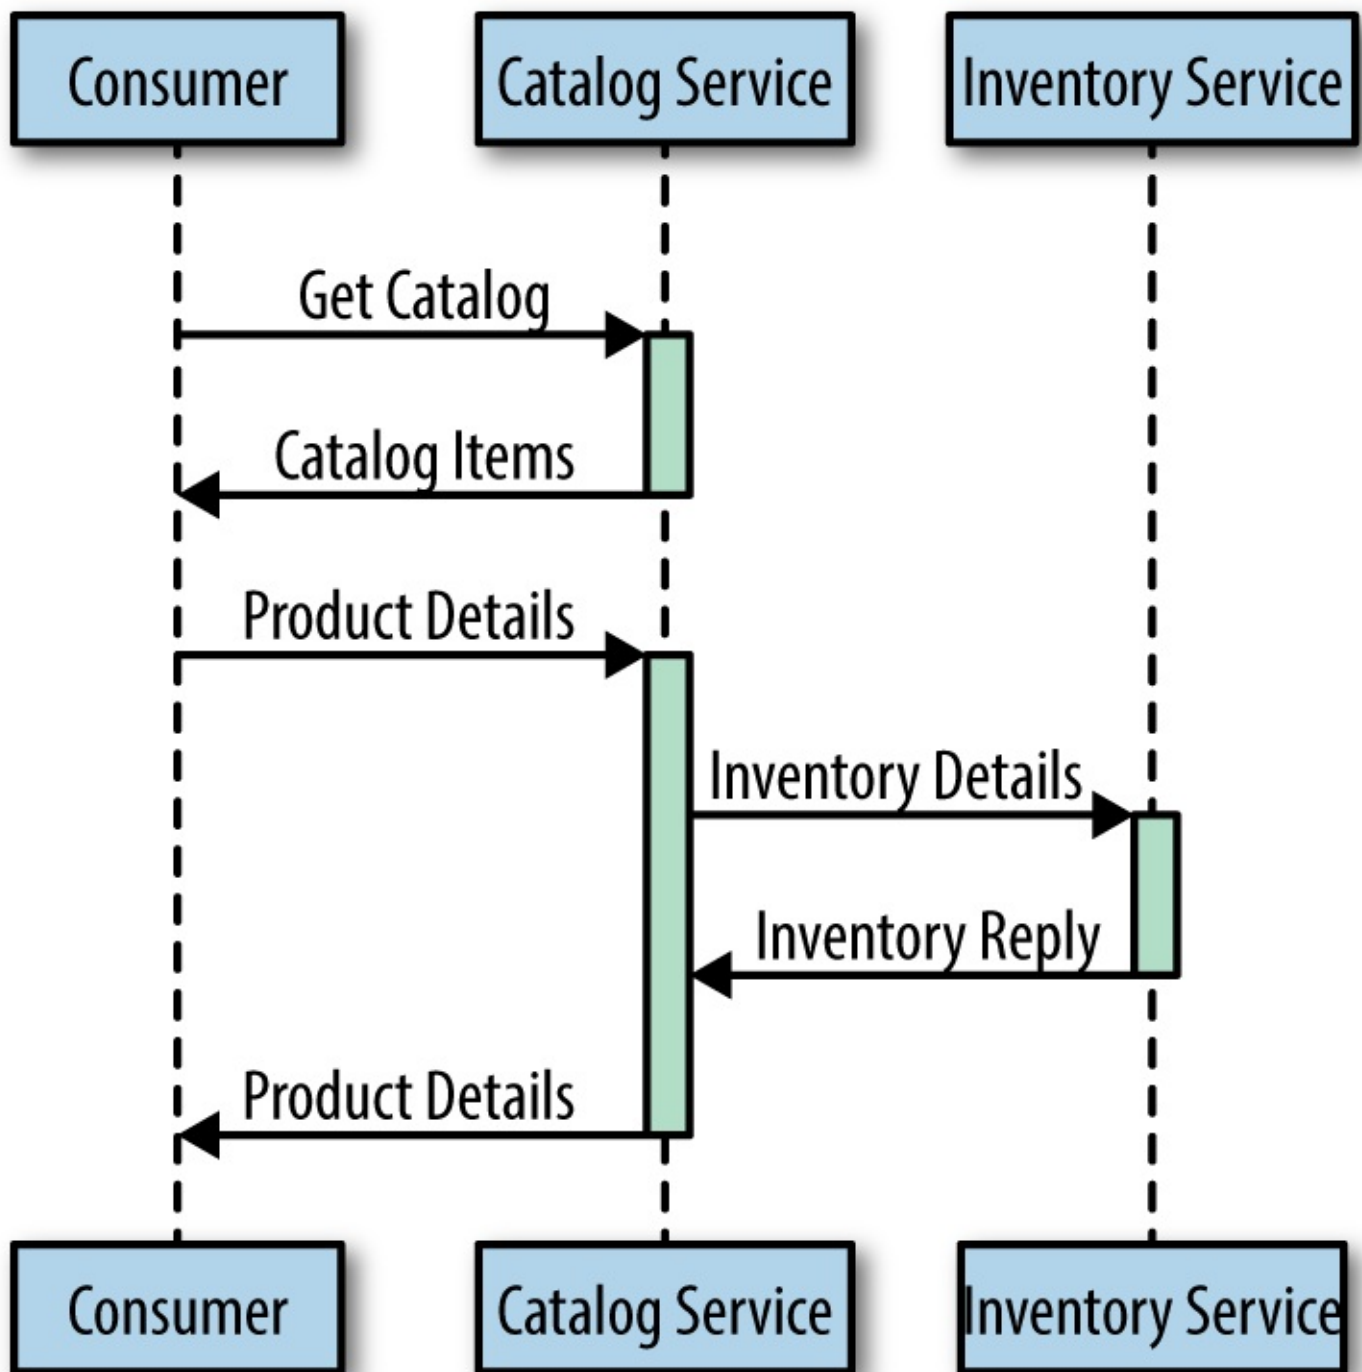 Consumer
Catalog Service
Inventory Service
Get Catalog
Catalog Items
Product Details
Inventory Details
Inventory Reply
Product Details
Consumer
Catalog Service
Inventory Service